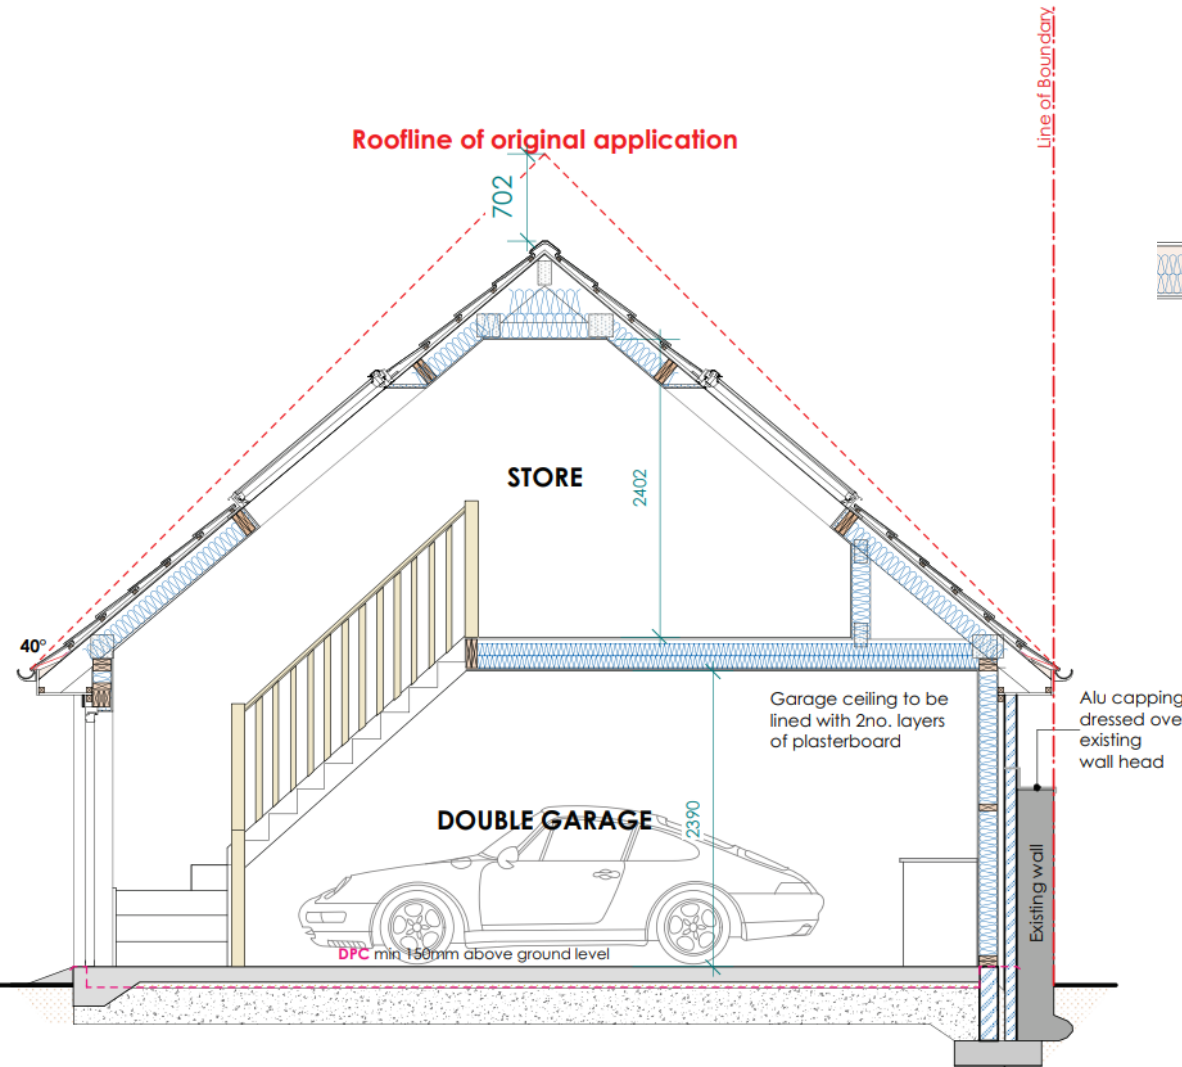 Line of Boundary
Roofline of original application
702
STORE
2402
40°
Garage ceiling to be
lined with 2no. layers
of plasterboard
Alu capping
dressed ove
existing
wall head
DOUBLE GARAGE
2390
Existing wall
DPC min 150mm above ground level